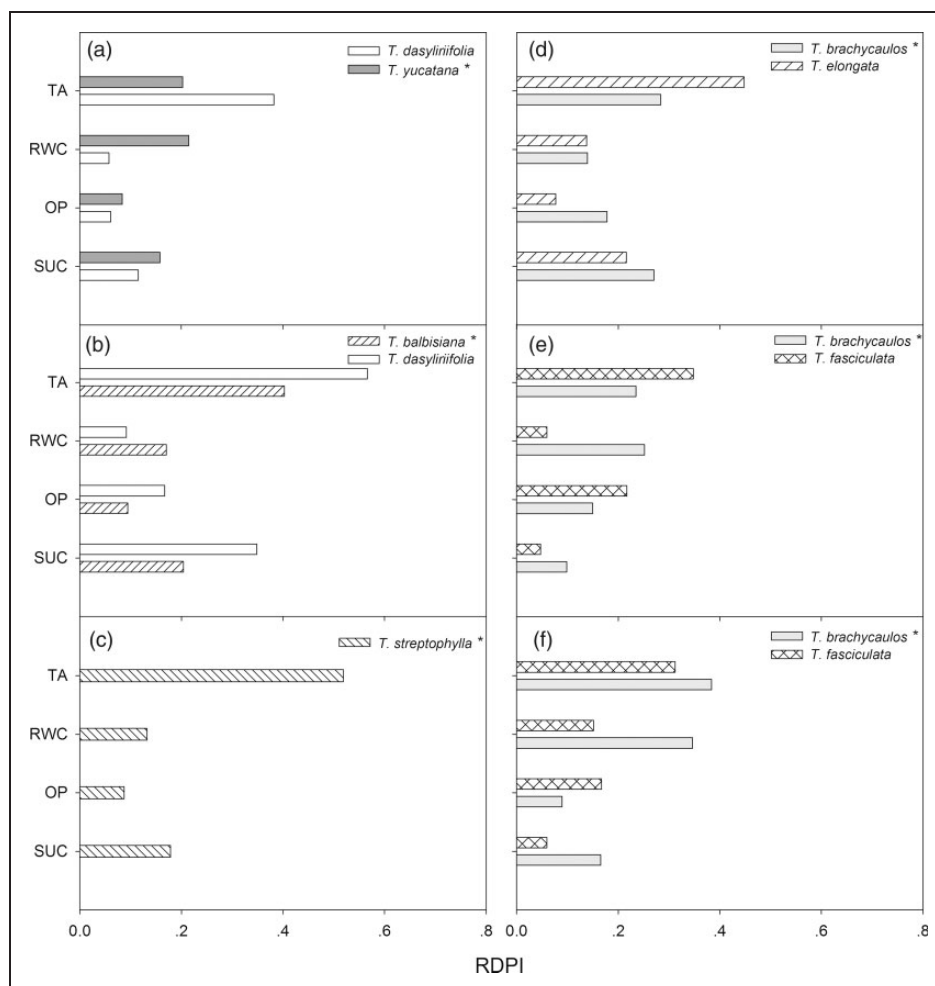 (a)
T. dasyliriifolia
T. yucatana *
TA
RWC
OP
SUC
(b)
T. balbisiana *
T. dasyliriifolia
TA
RWC
OP
SUC
(c)
T. streptophylla *
TA
RWC
OP
SUC
0.0 .2 .4 .6 .8
(d)
T. brachycaulos *
T. elongata
(e)
T. brachycaulos *
T. fasciculata
(f)
T. brachycaulos *
T. fasciculata
0.0 .2 .4 .6 0.8
RDPI